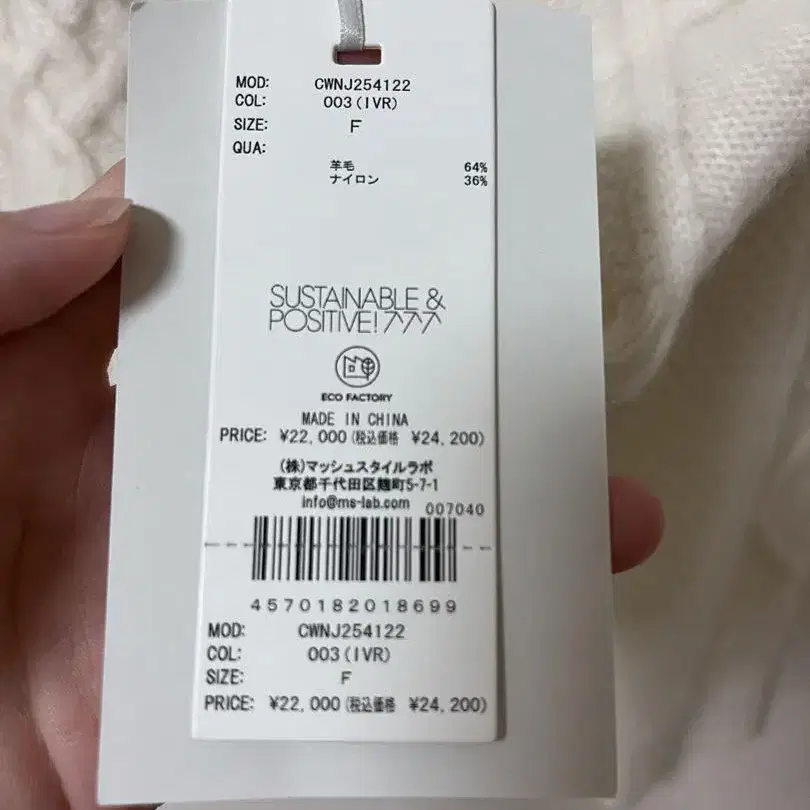 MOD: CWNJ254122
COL: 003(IVR)
SIZE: F
QUA:
羊毛 64%
ナイロン 36%
SUSTAINABLE &
POSITIVE!
ECO FACTORY
MADE IN CHINA
PRICE: ¥22,000(税込価格 ¥24,200)
(株)マッシュスタイルラボ
東京都千代田区麹町5-7-1
info@ms-lab.com 007040
4570182018699
MOD: CWNJ254122
COL: 003(IVR)
SIZE: F
PRICE: ¥22,000(税込価格 ¥24,200)